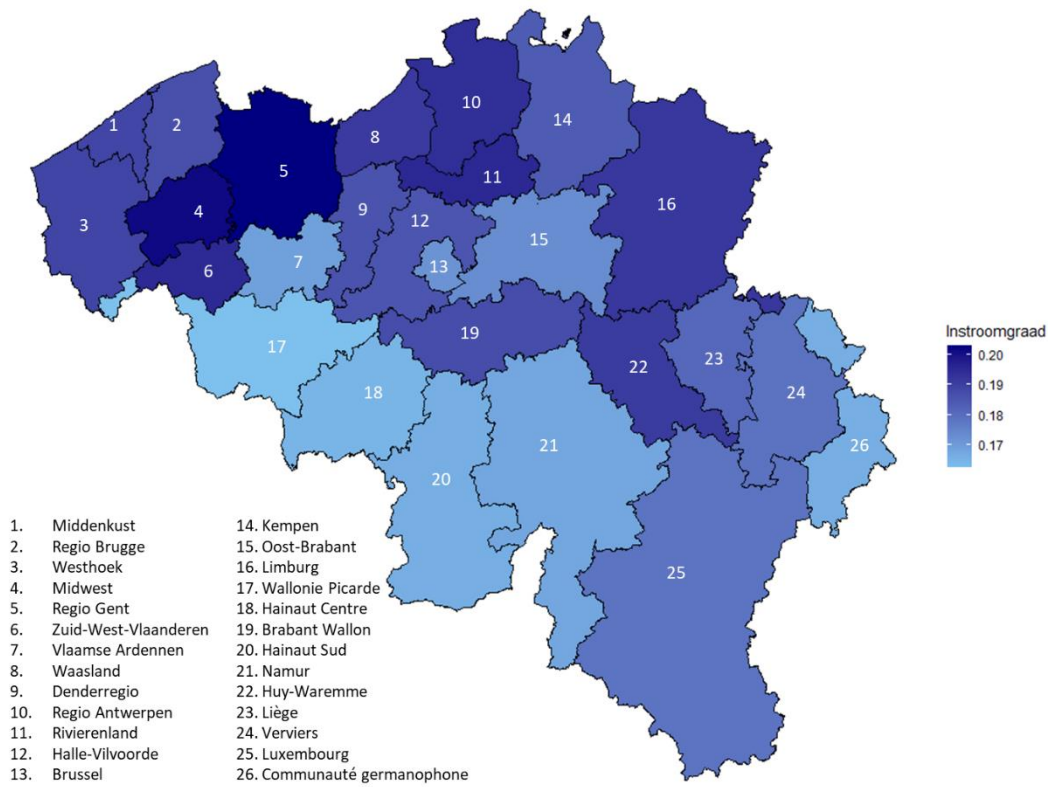 10
1
2
8
14
5
11
16
4
9
3
12
15
13
7
6
Instroomgraad
0.20
0.19
0.18
0.17
19
17
22
23
18
24
21
26
20
25
1. Middenkust
2. Regio Brugge
3. Westhoek
4. Midwest
5. Regio Gent
6. Zuid-West-Vlaanderen
7. Vlaamse Ardennen
8. Waasland
9. Denderregio
10. Regio Antwerpen
11. Rivierenland
12. Halle-Vilvoorde
13. Brussel
14. Kempen
15. Oost-Brabant
16. Limburg
17. Wallonie Picarde
18. Hainaut Centre
19. Brabant Wallon
20. Hainaut Sud
21. Namur
22. Huy-Waremme
23. Liège
24. Verviers
25. Luxembourg
26. Communauté germanophone